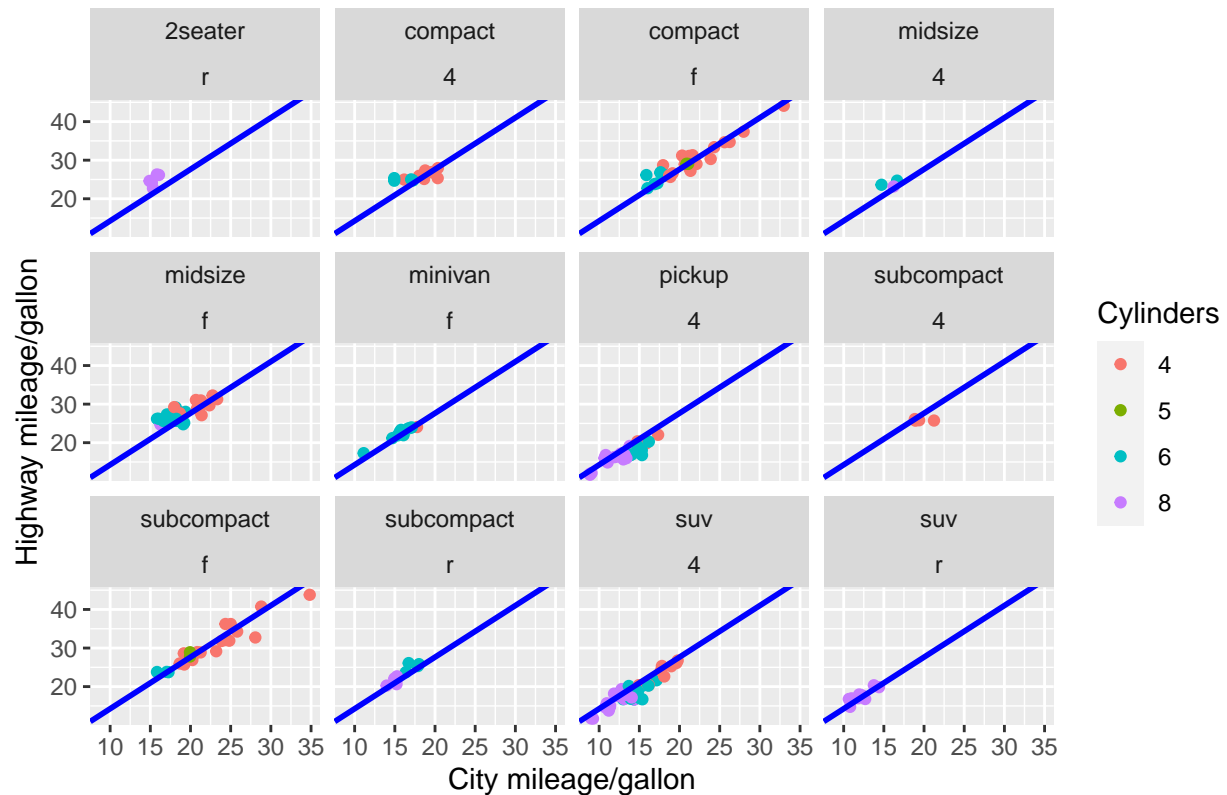 2seater
compact
compact
midsize
r
4
f
4
40
30
20
midsize
minivan
pickup
subcompact
f
f
4
4
40
30
20
subcompact
subcompact
suv
suv
f
r
4
r
40
30
20
10 15 20 25 30 35 10 15 20 25 30 35 10 15 20 25 30 35 10 15 20 25 30 35
City mileage/gallon
Highway mileage/gallon
Cylinders
4
5
6
8